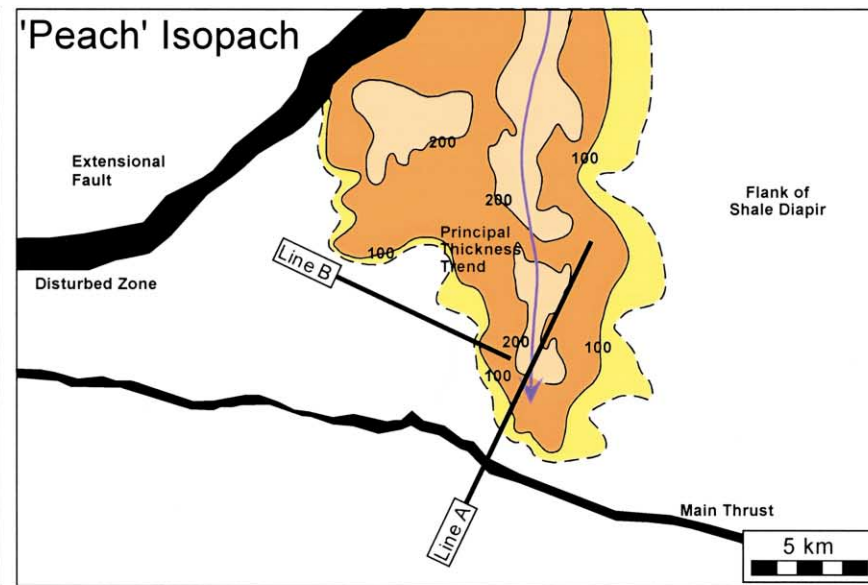 'Peach' Isopach
200
100
Extensional
Fault
200
Flank of
Shale Diapir
Principal
Thickness
Trend
100
Line B
Disturbed Zone
200
100
100
Line A
Main Thrust
5 km